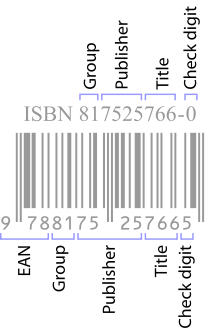 Group
Publisher
Title
Check digit
ISBN 817525766-0
9 788175 257665
EAN
Group
Publisher
Title
Check digit